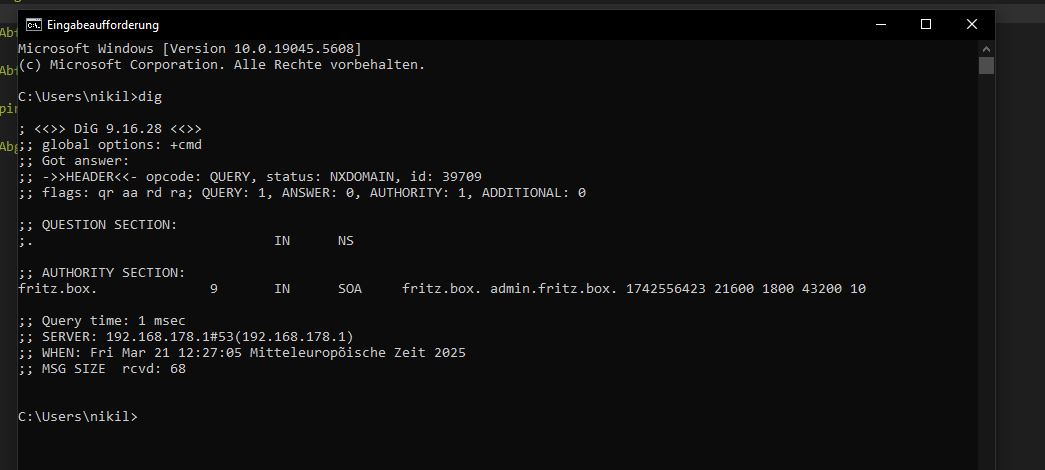 Eingabeaufforderung
Microsoft Windows [Version 10.0.19045.5608]
(c) Microsoft Corporation. Alle Rechte vorbehalten.
C:\Users\nikil>dig
; <<>> DiG 9.16.28 <<>>
;; global options: +cmd
;; Got answer:
;; ->>HEADER<<- opcode: QUERY, status: NXDOMAIN, id: 39709
;; flags: qr aa rd ra; QUERY: 1, ANSWER: 0, AUTHORITY: 1, ADDITIONAL: 0
;; QUESTION SECTION:
;. IN NS
;; AUTHORITY SECTION:
fritz.box. 9 IN SOA fritz.box. admin.fritz.box. 1742556423 21600 1800 43200 10
;; Query time: 1 msec
;; SERVER: 192.168.178.1#53(192.168.178.1)
;; WHEN: Fri Mar 21 12:27:05 Mitteleuropõische Zeit 2025
;; MSG SIZE rcvd: 68
C:\Users\nikil>